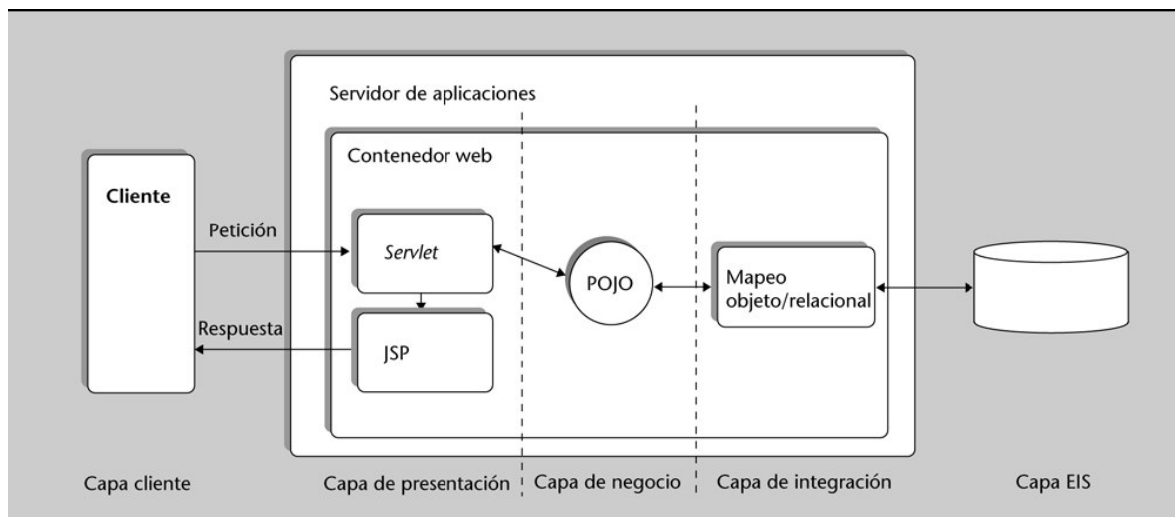 Servidor de aplicaciones
Contenedor web
Cliente
Petición
Servlet
POJO
Mapeo
objeto/relacional
Respuesta
JSP
Capa cliente
Capa de presentación
Capa de negocio
Capa de integración
Capa EIS